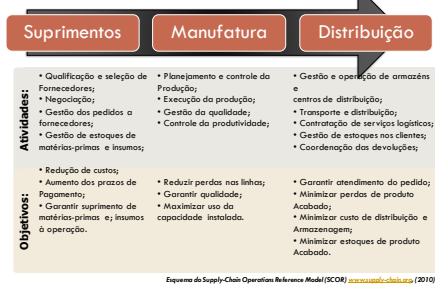 Suprimentos
Manufatura
Distribuição
Atividades:
• Qualificação e seleção de
Fornecedores;
• Negociação;
• Gestão dos pedidos a
fornecedores;
• Gestão de estoques de
matérias-primas e insumos;
• Planejamento e controle da
Produção;
• Execução da produção;
• Gestão da qualidade;
• Controle da produtividade;
• Gestão e operação de armazéns
e
centros de distribuição;
• Transporte e distribuição;
• Contratação de serviços logísticos;
• Gestão de estoques nos clientes;
• Coordenação das devoluções;
Objetivos:
• Redução de custos;
• Aumento dos prazos de
Pagamento;
• Garantir suprimento de
matérias-primas e; insumos
à operação.
• Reduzir perdas nas linhas;
• Garantir qualidade;
• Maximizar uso da
capacidade instalada.
• Garantir atendimento do pedido;
• Minimizar perdas de produto
Acabado;
• Minimizar custo de distribuição e
Armazenagem;
• Minimizar estoques de produto
Acabado.
Esquema do Supply-Chain Operations Reference Model (SCOR) www.supply-chain.org, (2010)